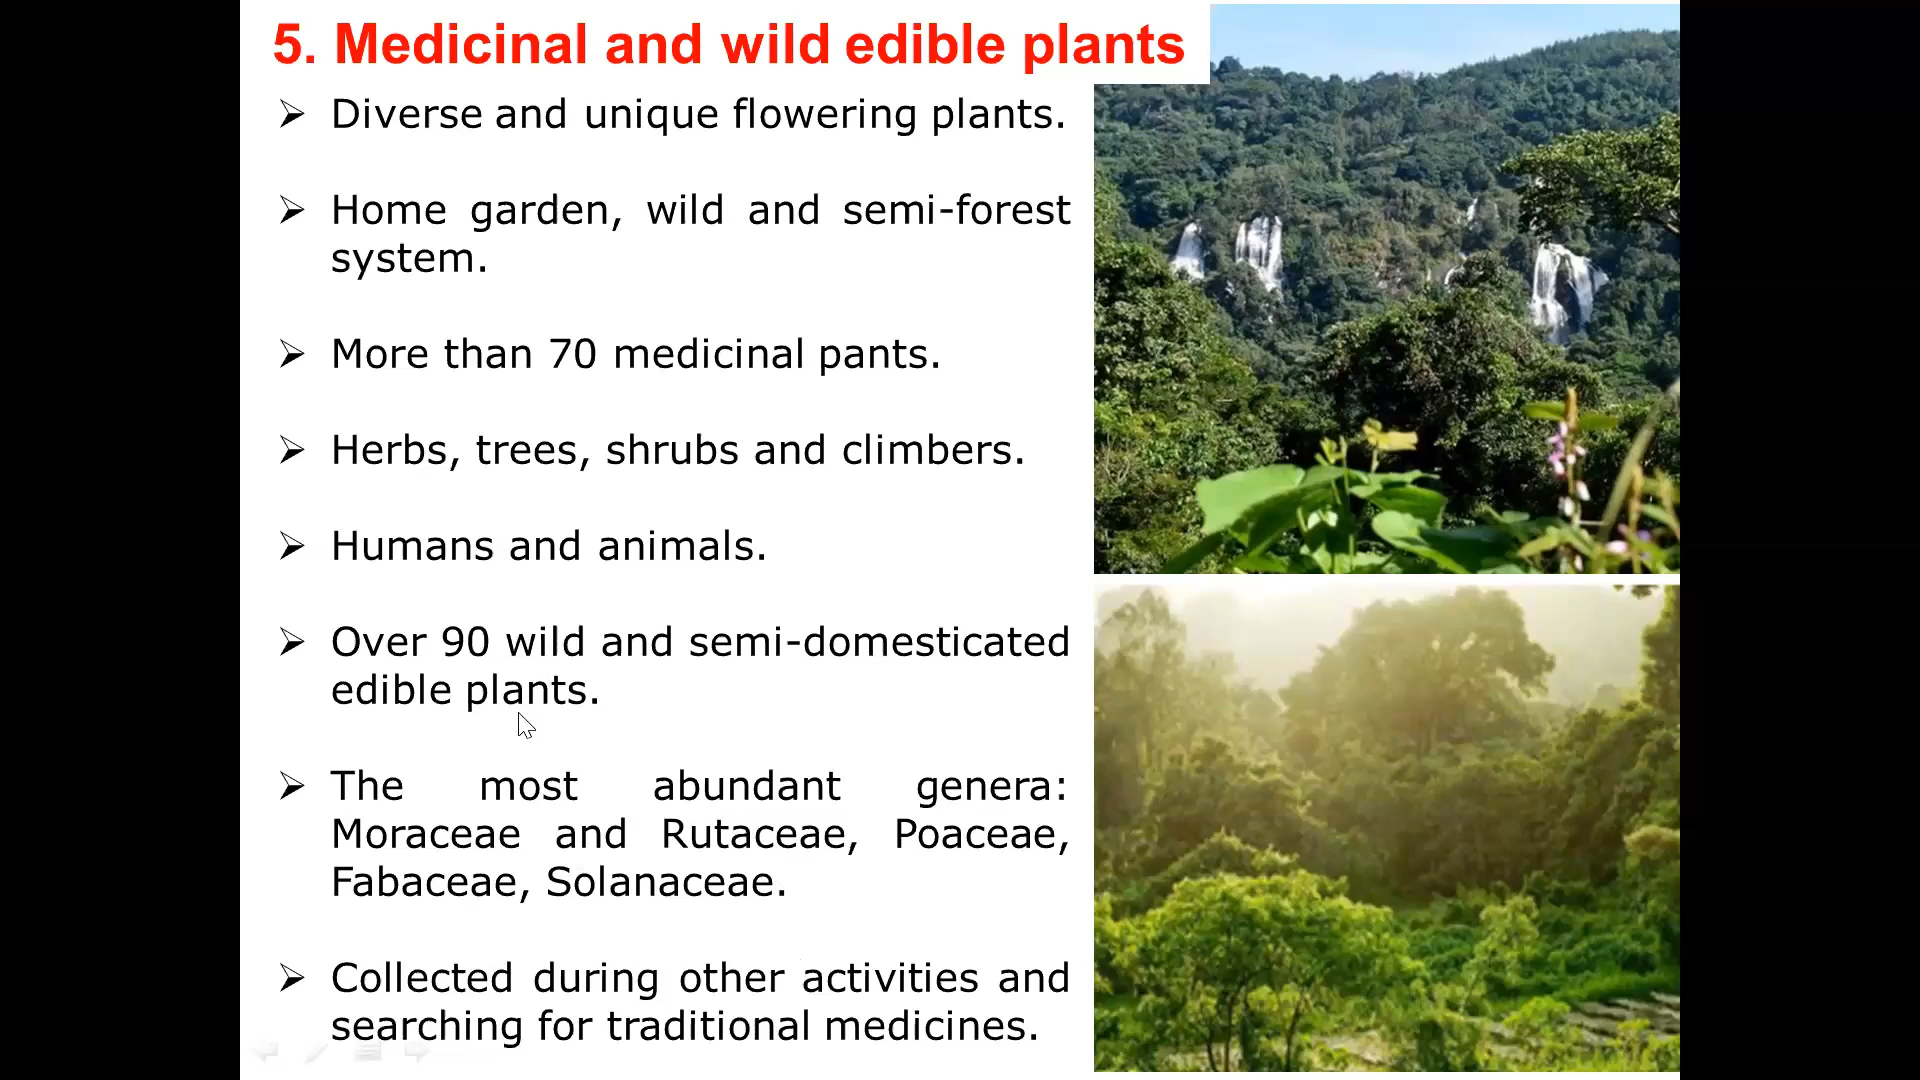 5. Medicinal and wild edible plants
➢ Diverse and unique flowering plants.
➢ Home garden, wild and semi-forest
system.
➢ More than 70 medicinal pants.
➢ Herbs, trees, shrubs and climbers.
➢ Humans and animals.
➢ Over 90 wild and semi-domesticated
edible plants.
➢ The most abundant genera:
Moraceae and Rutaceae, Poaceae,
Fabaceae, Solanaceae.
➢ Collected during other activities and
searching for traditional medicines.